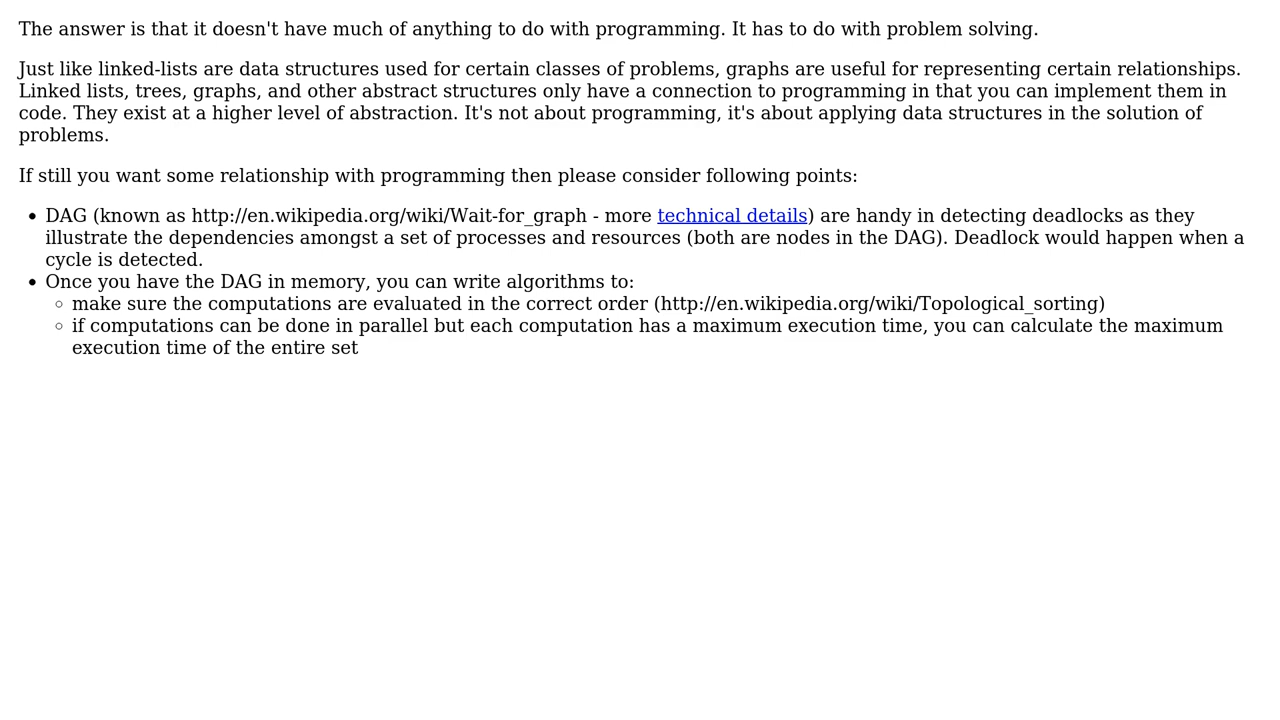 The answer is that it doesn't have much of anything to do with programming. It has to do with problem solving.
Just like linked-lists are data structures used for certain classes of problems, graphs are useful for representing certain relationships.
Linked lists, trees, graphs, and other abstract structures only have a connection to programming in that you can implement them in
code. They exist at a higher level of abstraction. It's not about programming, it's about applying data structures in the solution of
problems.
If still you want some relationship with programming then please consider following points:
DAG (known as http://en.wikipedia.org/wiki/Wait-for_graph - more technical details) are handy in detecting deadlocks as they
illustrate the dependencies amongst a set of processes and resources (both are nodes in the DAG). Deadlock would happen when a
cycle is detected.
Once you have the DAG in memory, you can write algorithms to:
make sure the computations are evaluated in the correct order (http://en.wikipedia.org/wiki/Topological_sorting)
if computations can be done in parallel but each computation has a maximum execution time, you can calculate the maximum
execution time of the entire set